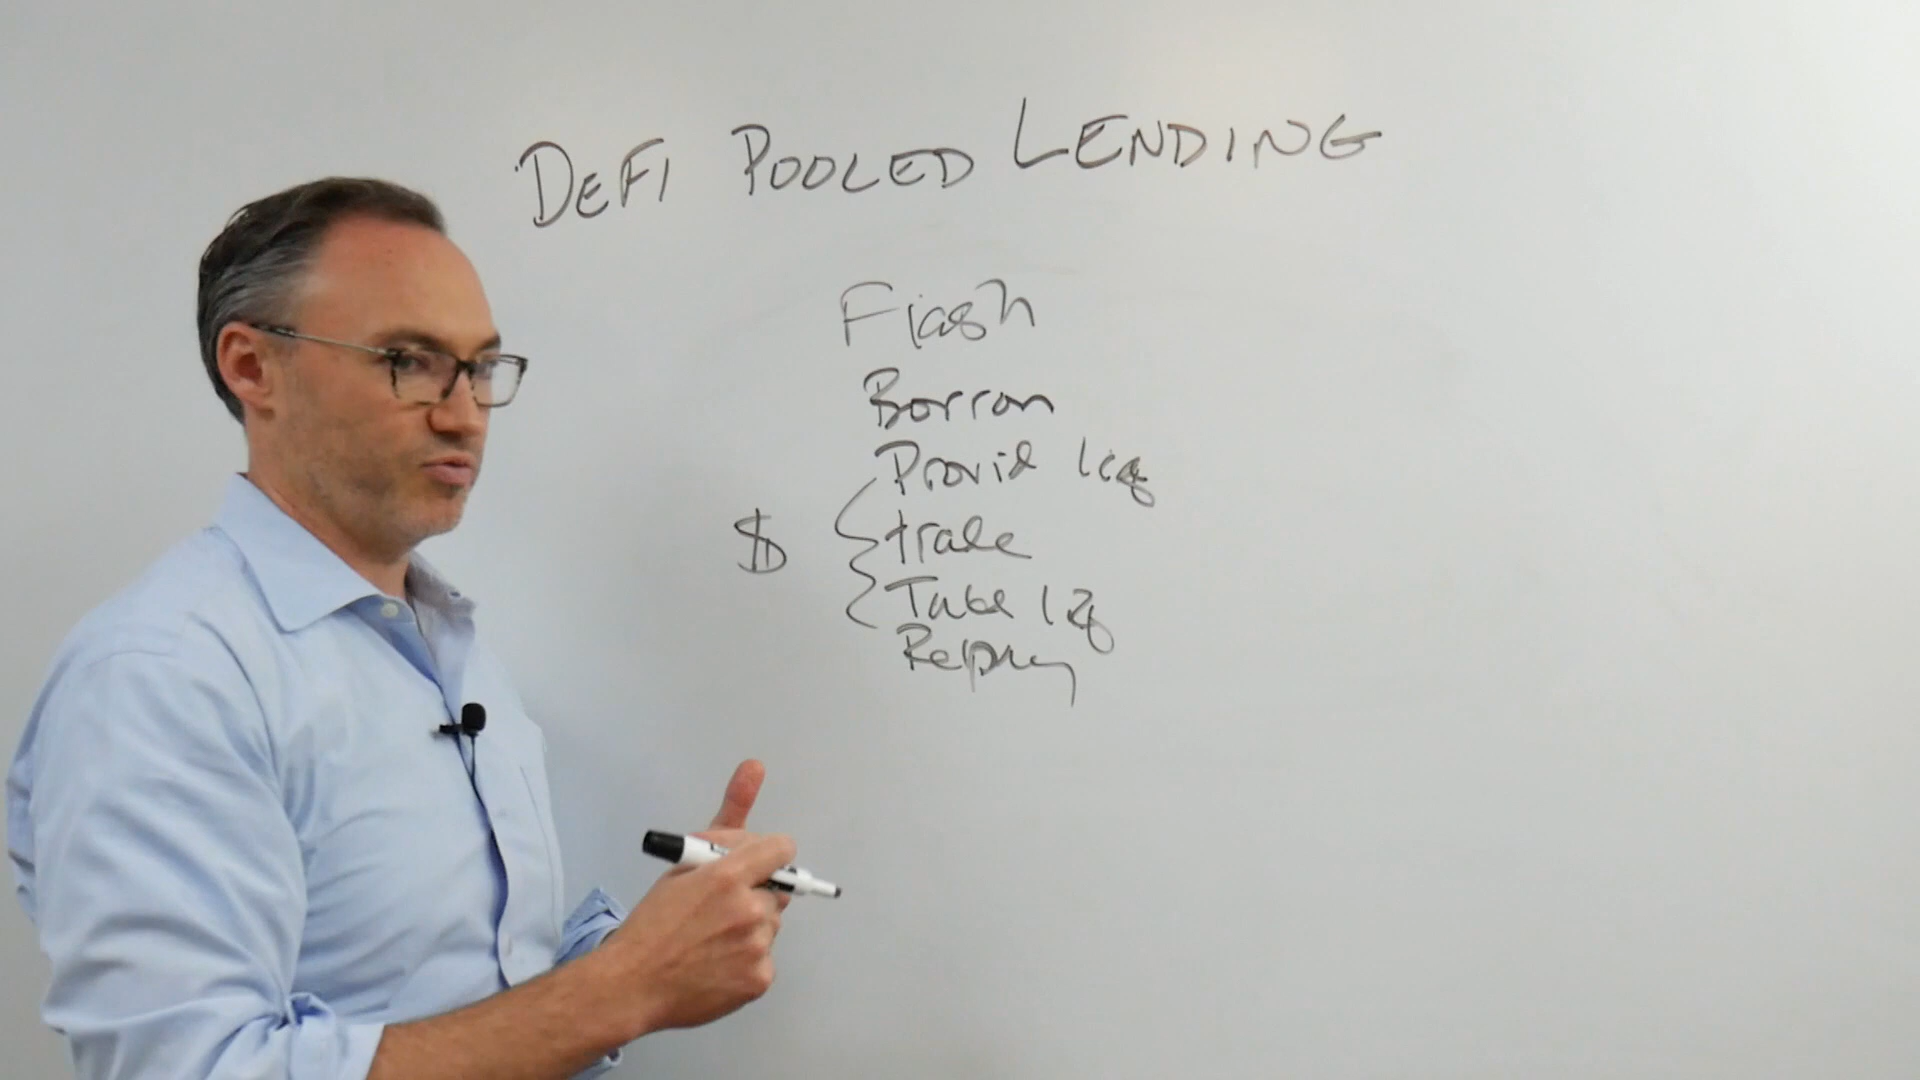 DEFI POOLED LENDING
Flash
Borrow
Provid liq
$ trade
Take liq
Repay